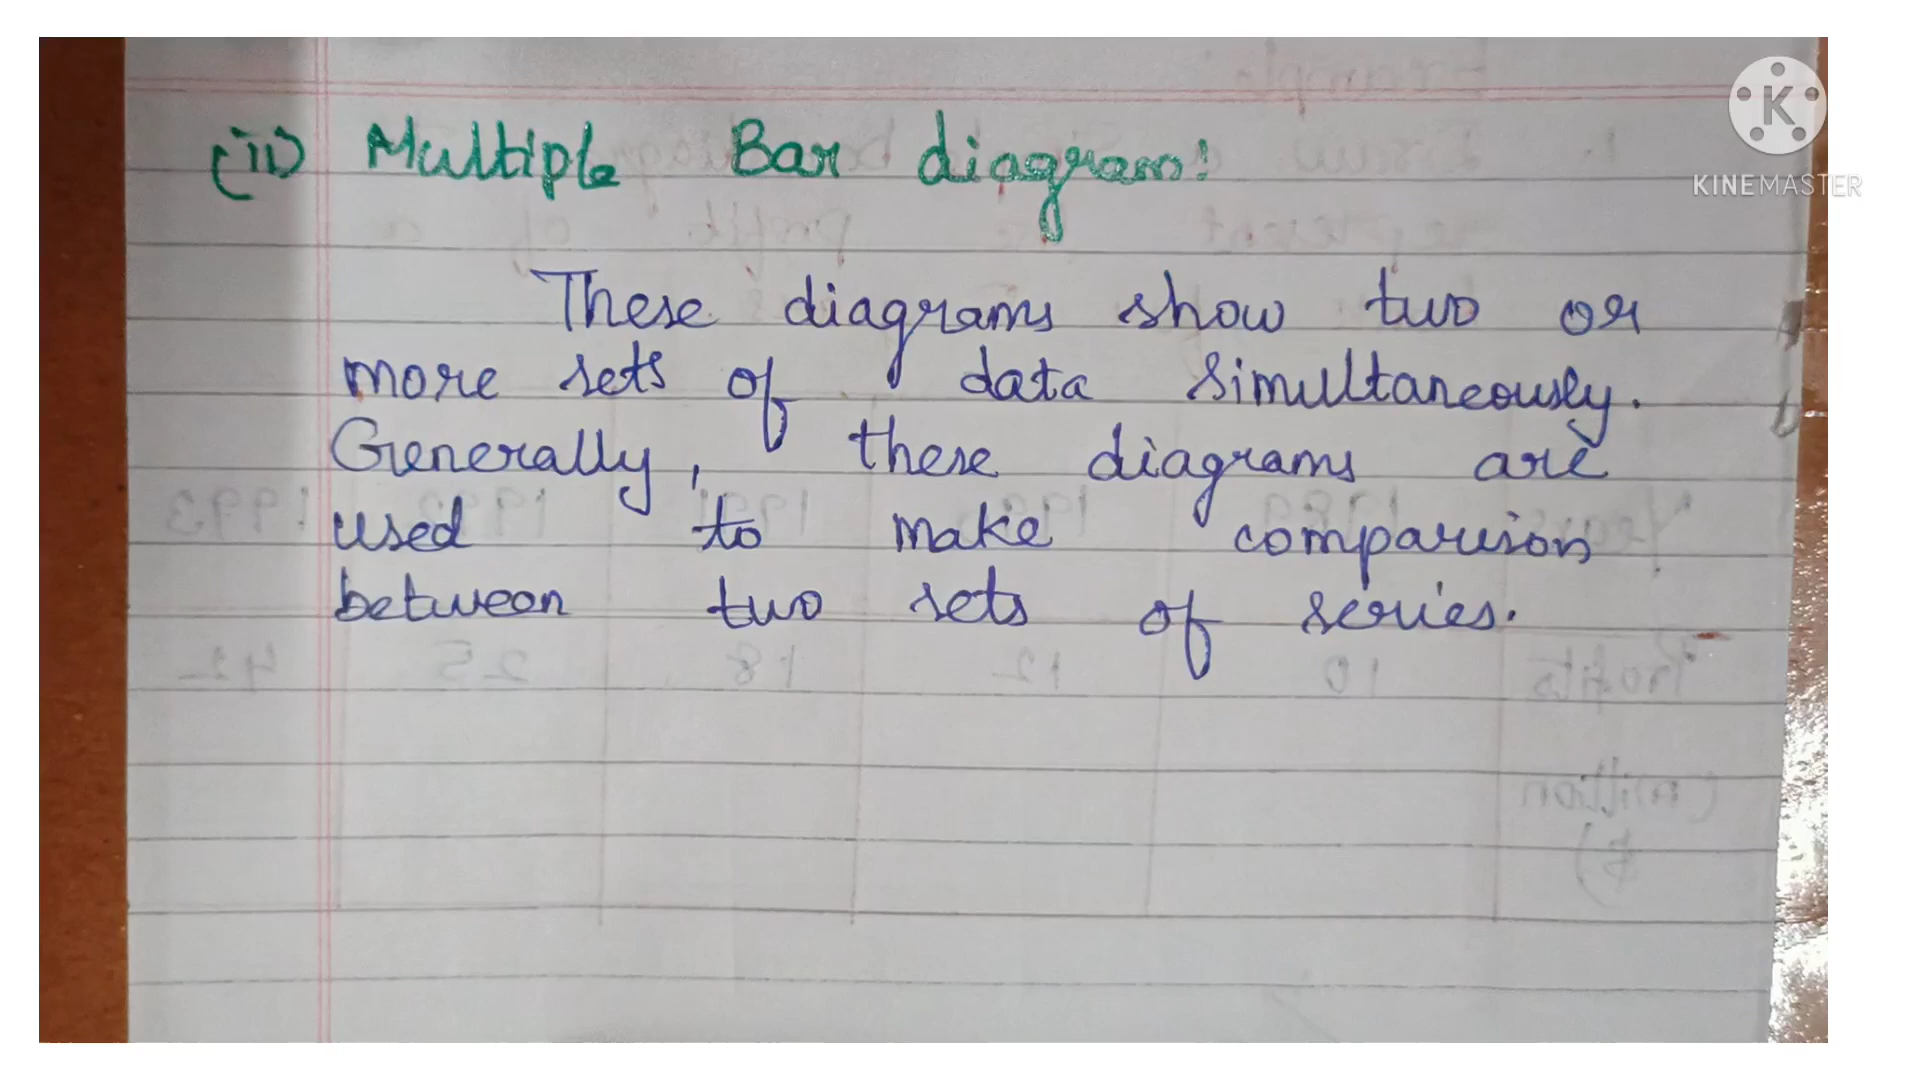 (ii) Multiple Bar diagram:
These diagrams show two or
more sets of data simultaneously.
Generally, these diagrams are
used to make comparision
between two sets of series.
K
KINEMASTER